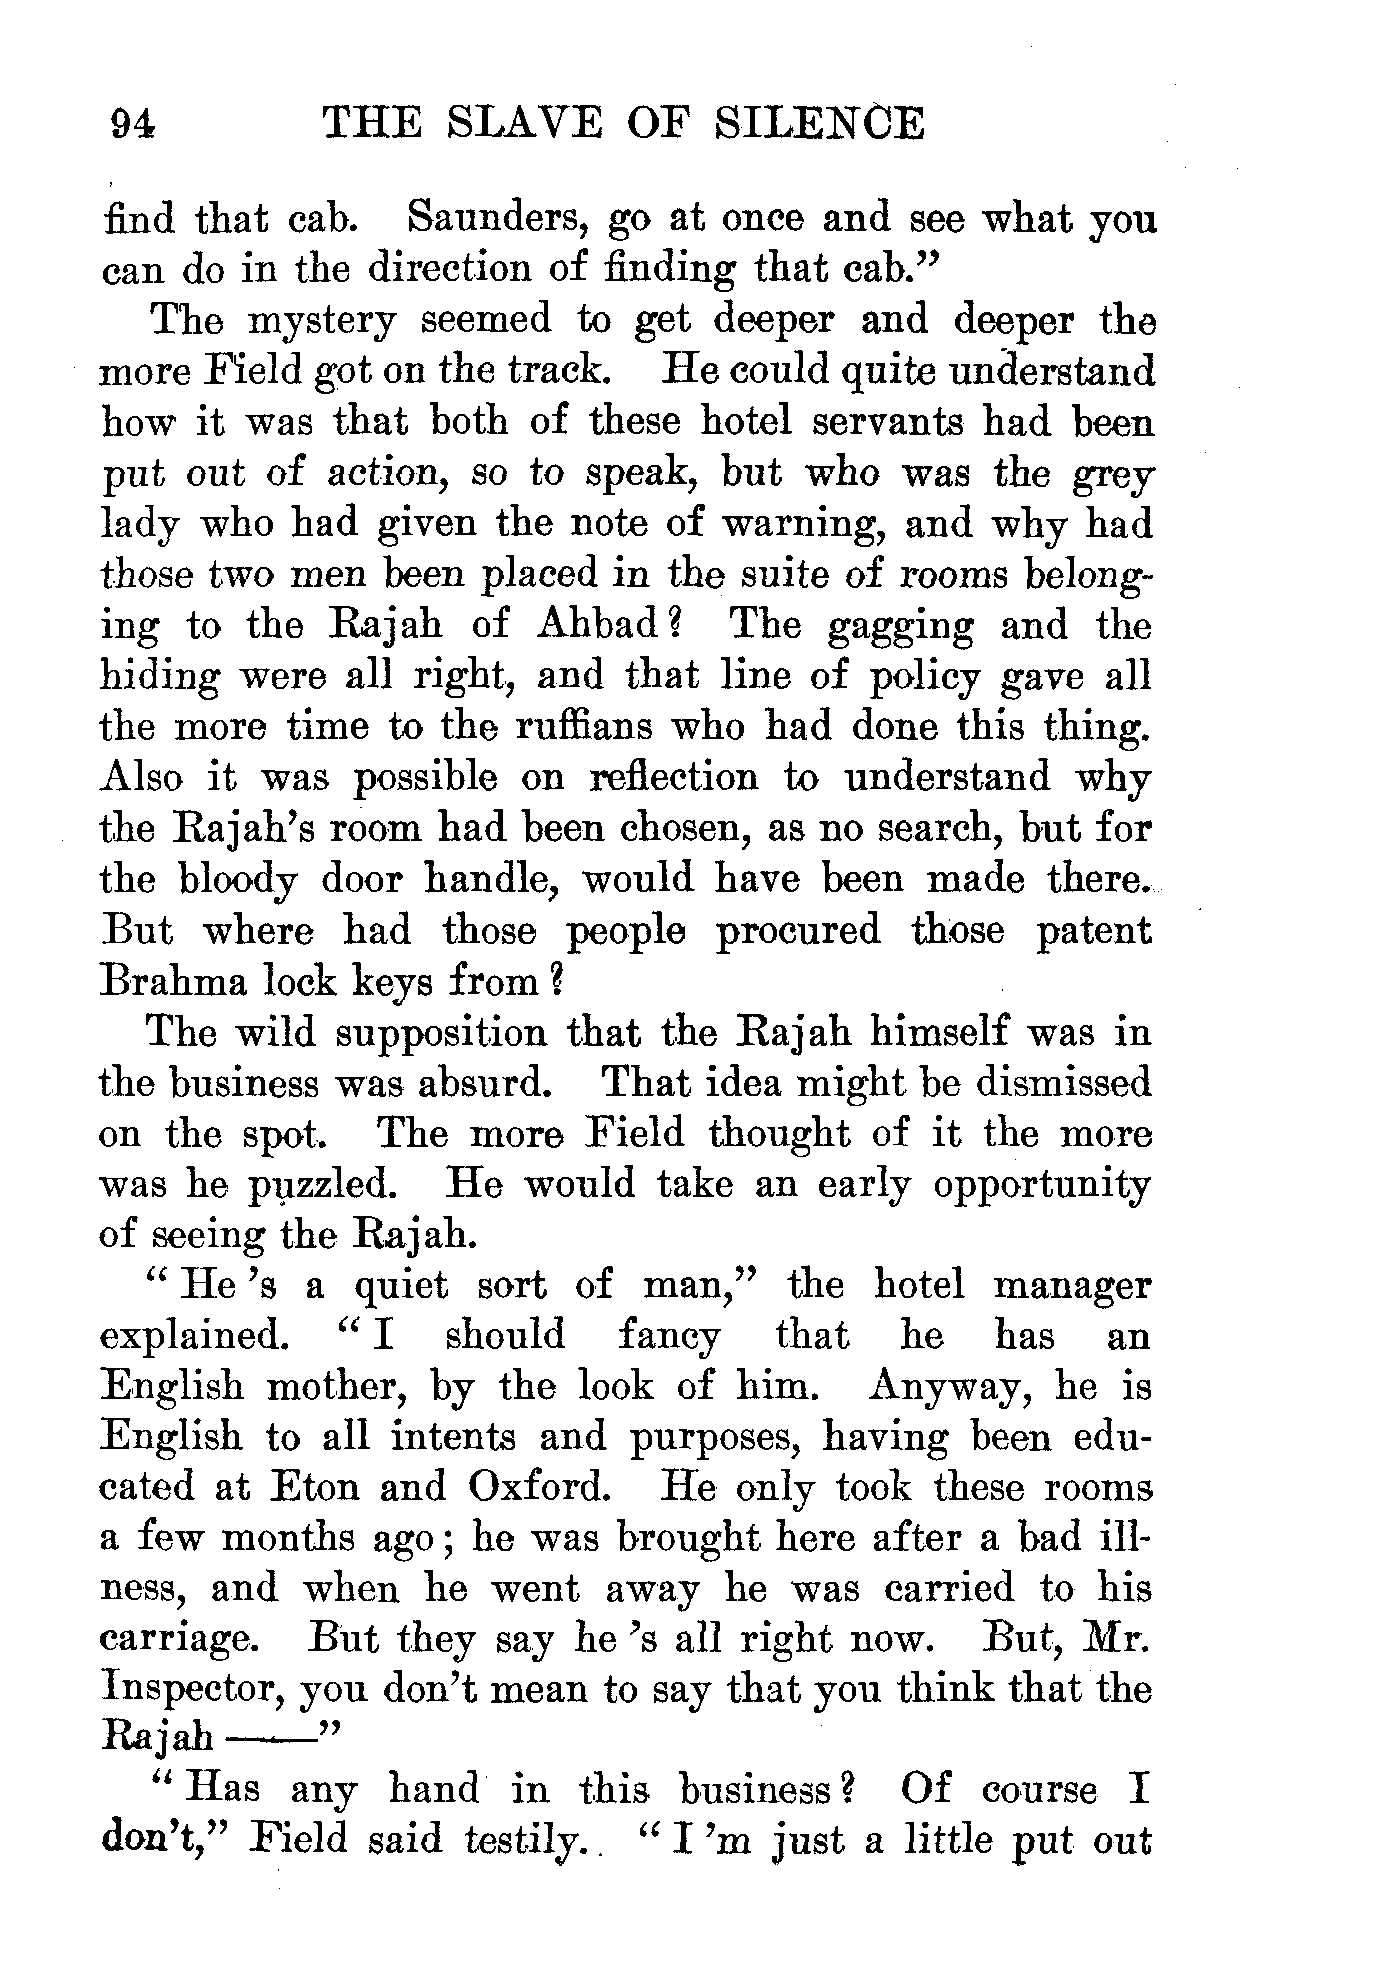 94 THE SLAVE OF SILENCE
find that cab. Saunders, go at once and see what you
can do in the direction of finding that cab.”
The mystery seemed to get deeper and deeper the
more Field got on the track. He could quite understand
how it was that both of these hotel servants had been
put out of action, so to speak, but who was the grey
lady who had given the note of warning, and why had
those two men been placed in the suite of rooms belong-
ing to the Rajah of Ahbad? The gagging and the
hiding were all right, and that line of policy gave all
the more time to the ruffians who had done this thing.
Also it was possible on reflection to understand why
the Rajah’s room had been chosen, as no search, but for
the bloody door handle, would have been made there.
But where had those people procured those patent
Brahma lock keys from?
The wild supposition that the Rajah himself was in
the business was absurd. That idea might be dismissed
on the spot. The more Field thought of it the more
was he puzzled. He would take an early opportunity
of seeing the Rajah.
“He ’s a quiet sort of man,” the hotel manager
explained. “I should fancy that he has an
English mother, by the look of him. Anyway, he is
English to all intents and purposes, having been edu-
cated at Eton and Oxford. He only took these rooms
a few months ago; he was brought here after a bad ill-
ness, and when he went away he was carried to his
carriage. But they say he ’s all right now. But, Mr.
Inspector, you don’t mean to say that you think that the
Rajah ——”
“Has any hand in this business? Of course I
don’t,” Field said testily. “I ’m just a little put out